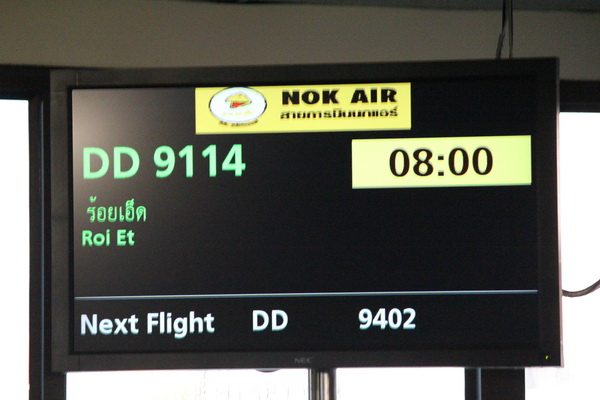 NOK AIR
สายการบินนกแอร์
DD 9114
08:00
ร้อยเอ็ด
Roi Et
Next Flight DD 9402
NEC